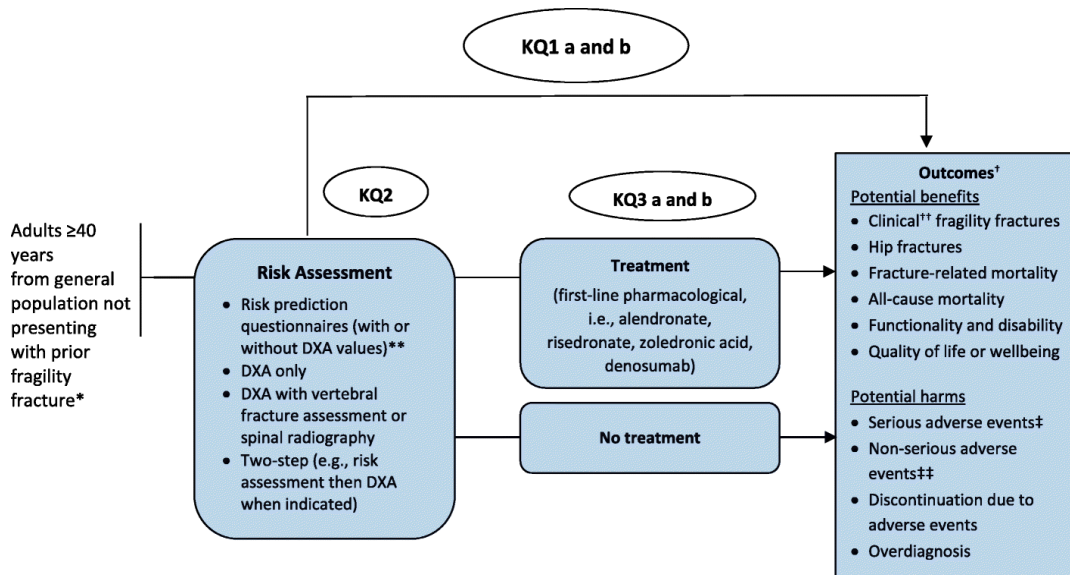 KQ1 a and b
KQ2
KQ3 a and b
Adults ≥40
years
from general
population not
presenting
with prior
fragility
fracture*
Risk Assessment
• Risk prediction
questionnaires (with or
without DXA values)**
• DXA only
• DXA with vertebral
fracture assessment or
spinal radiography
• Two-step (e.g., risk
assessment then DXA
when indicated)
Treatment
(first-line pharmacological,
i.e., alendronate,
risedronate, zoledronic acid,
denosumab)
No treatment
Outcomes†
Potential benefits
• Clinical†† fragility fractures
• Hip fractures
• Fracture-related mortality
• All-cause mortality
• Functionality and disability
• Quality of life or wellbeing
Potential harms
• Serious adverse events‡
• Non-serious adverse
events‡‡
• Discontinuation due to
adverse events
• Overdiagnosis